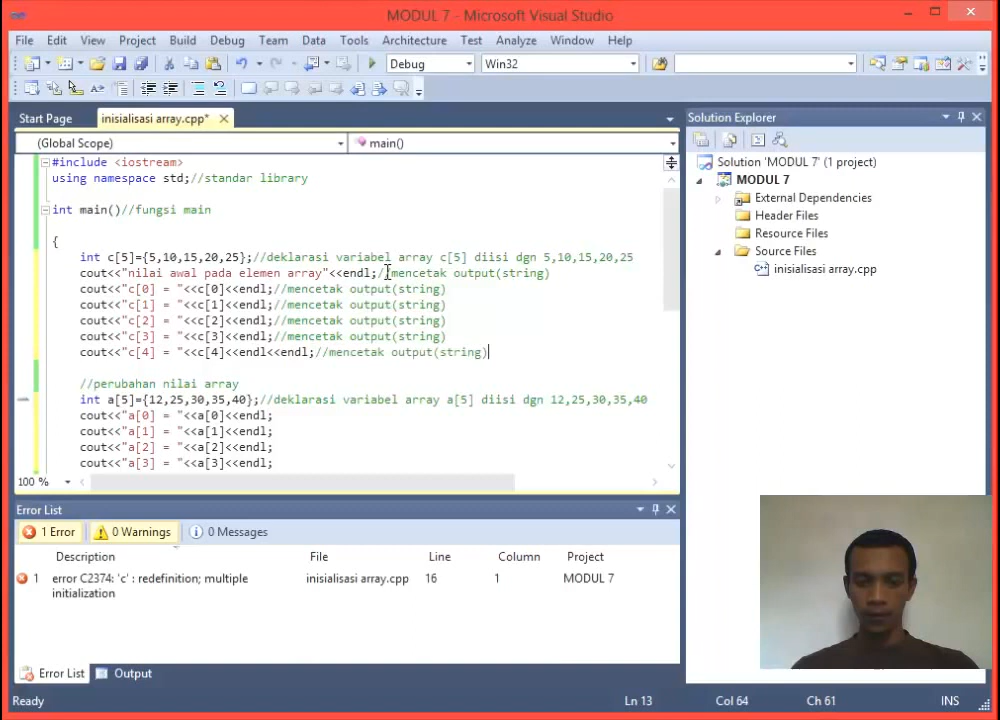 MODUL 7 - Microsoft Visual Studio
File Edit View Project Build Debug Team Data Tools Architecture Test Analyze Window Help
Debug Win32
Start Page inisialisasi array.cpp*
(Global Scope) main()
#include <iostream>
using namespace std;//standar library
int main()//fungsi main
{
int c[5]={5,10,15,20,25};//deklarasi variabel array c[5] diisi dgn 5,10,15,20,25
cout<<"nilai awal pada elemen array"<<endl;//mencetak output(string)
cout<<"c[0] = "<<c[0]<<endl;//mencetak output(string)
cout<<"c[1] = "<<c[1]<<endl;//mencetak output(string)
cout<<"c[2] = "<<c[2]<<endl;//mencetak output(string)
cout<<"c[3] = "<<c[3]<<endl;//mencetak output(string)
cout<<"c[4] = "<<c[4]<<endl<<endl;//mencetak output(string)
//perubahan nilai array
int a[5]={12,25,30,35,40};//deklarasi variabel array a[5] diisi dgn 12,25,30,35,40
cout<<"a[0] = "<<a[0]<<endl;
cout<<"a[1] = "<<a[1]<<endl;
cout<<"a[2] = "<<a[2]<<endl;
cout<<"a[3] = "<<a[3]<<endl;
100 %
Solution Explorer
Solution 'MODUL 7' (1 project)
MODUL 7
External Dependencies
Header Files
Resource Files
Source Files
inisialisasi array.cpp
Error List
1 Error 0 Warnings 0 Messages
Description File Line Column Project
1 error C2374: 'c' : redefinition; multiple inisialisasi array.cpp 16 1 MODUL 7
initialization
Error List Output
Ready Ln 13 Col 64 Ch 61 INS